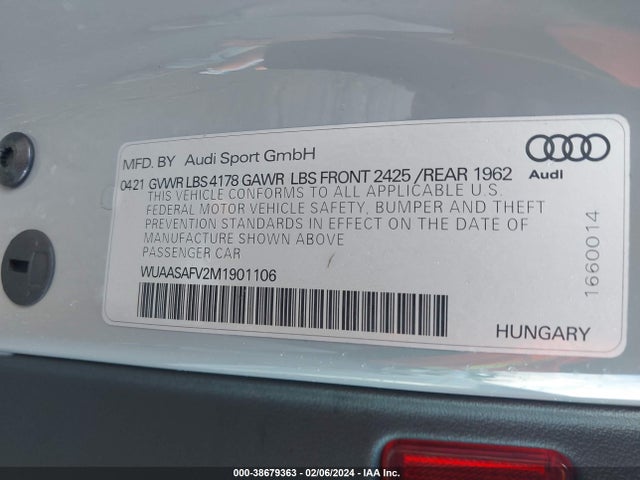 MFD. BY Audi Sport GmbH
0421 GVWR LBS 4178 GAWR LBS FRONT 2425 /REAR 1962
THIS VEHICLE CONFORMS TO ALL APPLICABLE U.S.
FEDERAL MOTOR VEHICLE SAFETY, BUMPER AND THEFT
PREVENTION STANDARDS IN EFFECT ON THE DATE OF
MANUFACTURE SHOWN ABOVE
PASSENGER CAR
WUAASAFV2M1901106
Audi
1660014
HUNGARY
000-38679363 - 02/06/2024 - IAA Inc.